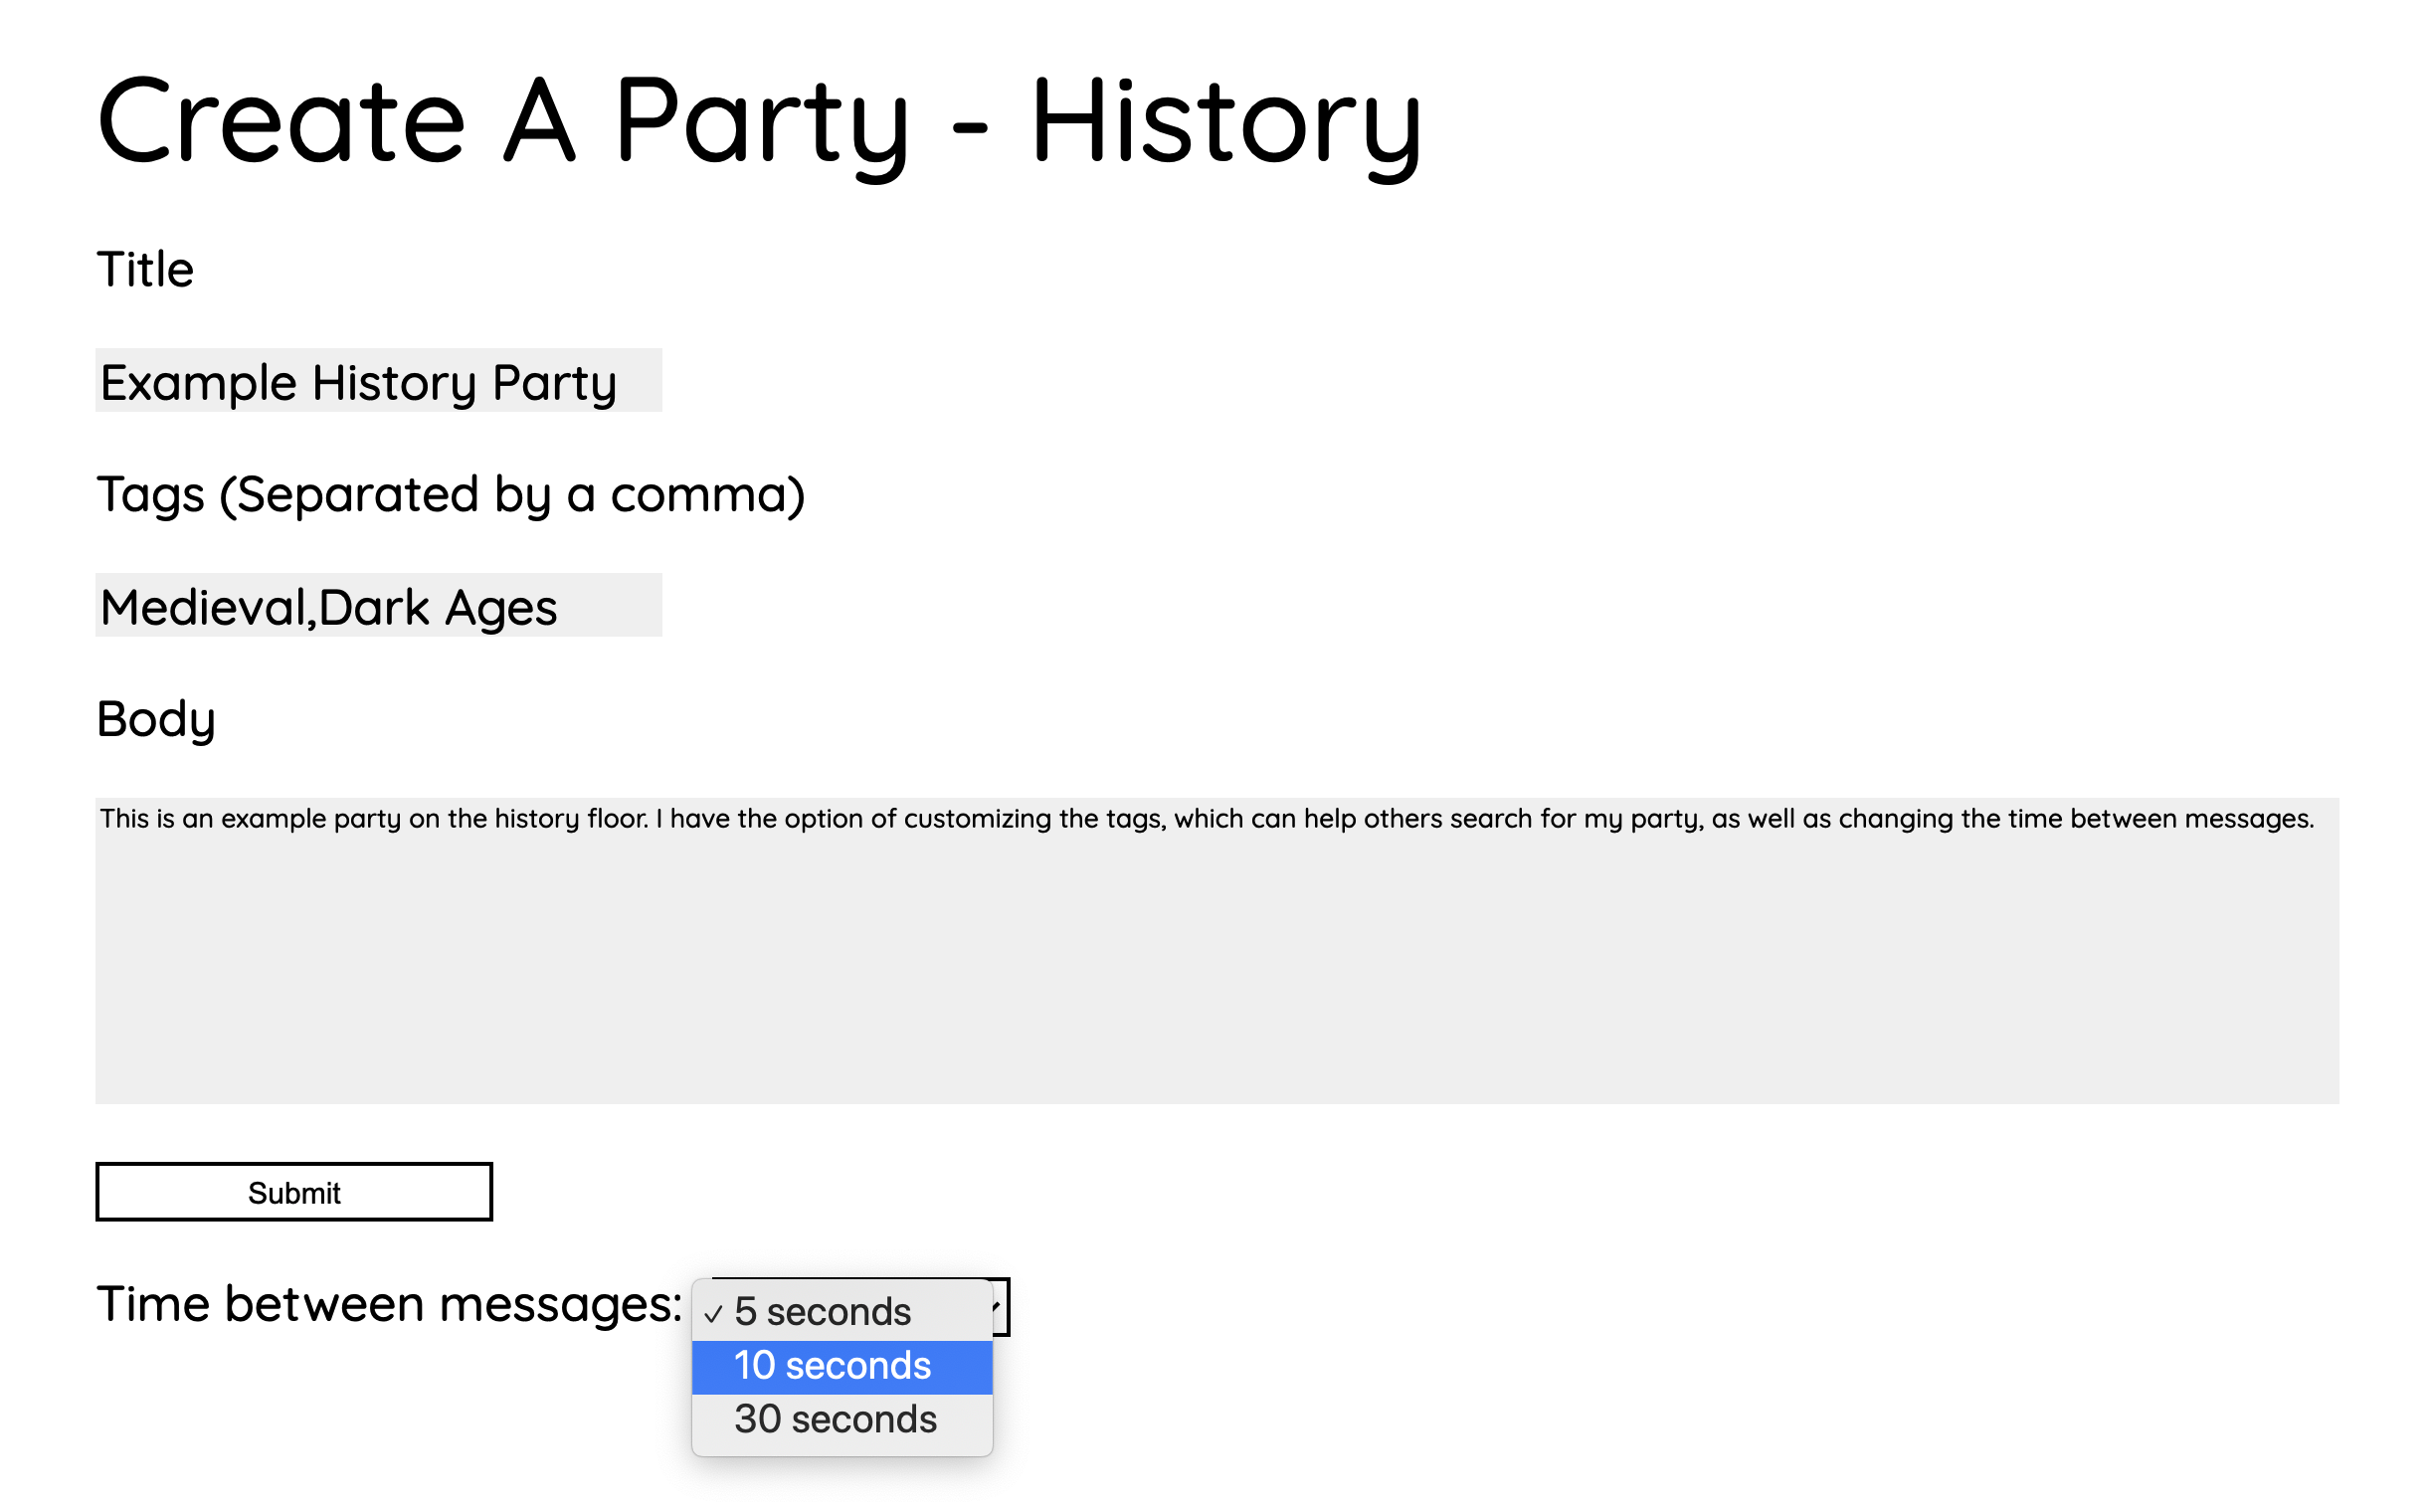 Create A Party - History
Title
Example History Party
Tags (Separated by a comma)
Medieval,Dark Ages
Body
This is an example party on the history floor. I have the option of customizing the tags, which can help others search for my party, as well as changing the time between messages.
Submit
Time between messages: ✓ 5 seconds
10 seconds
30 seconds